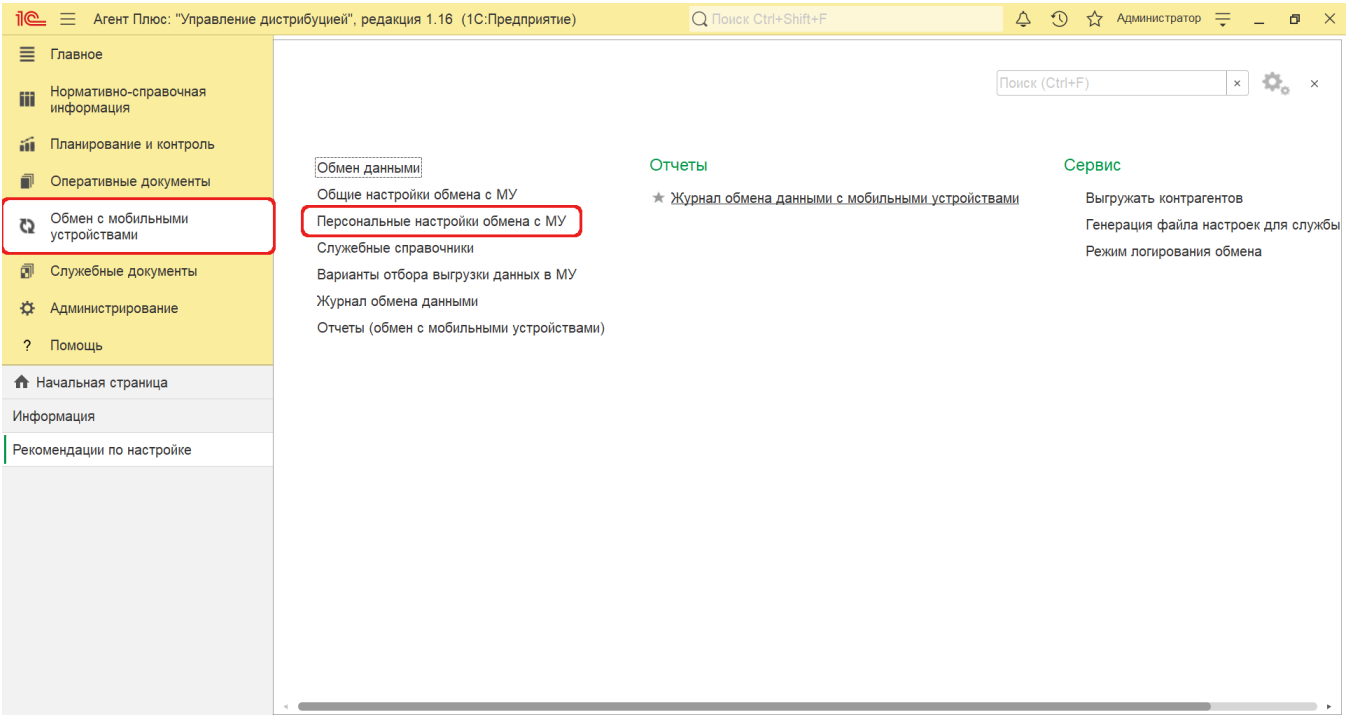 1С Агент Плюс: "Управление дистрибуцией", редакция 1.16 (1С:Предприятие)
Поиск Ctrl+Shift+F
Администратор
Главное
Нормативно-справочная
информация
Планирование и контроль
Оперативные документы
Обмен с мобильными
устройствами
Служебные документы
Администрирование
? Помощь
Начальная страница
Информация
Рекомендации по настройке
Поиск (Ctrl+F)
Обмен данными
Общие настройки обмена с МУ
Персональные настройки обмена с МУ
Служебные справочники
Варианты отбора выгрузки данных в МУ
Журнал обмена данными
Отчеты (обмен с мобильными устройствами)
Отчеты
Журнал обмена данными с мобильными устройствами
Сервис
Выгружать контрагентов
Генерация файла настроек для службы
Режим логирования обмена